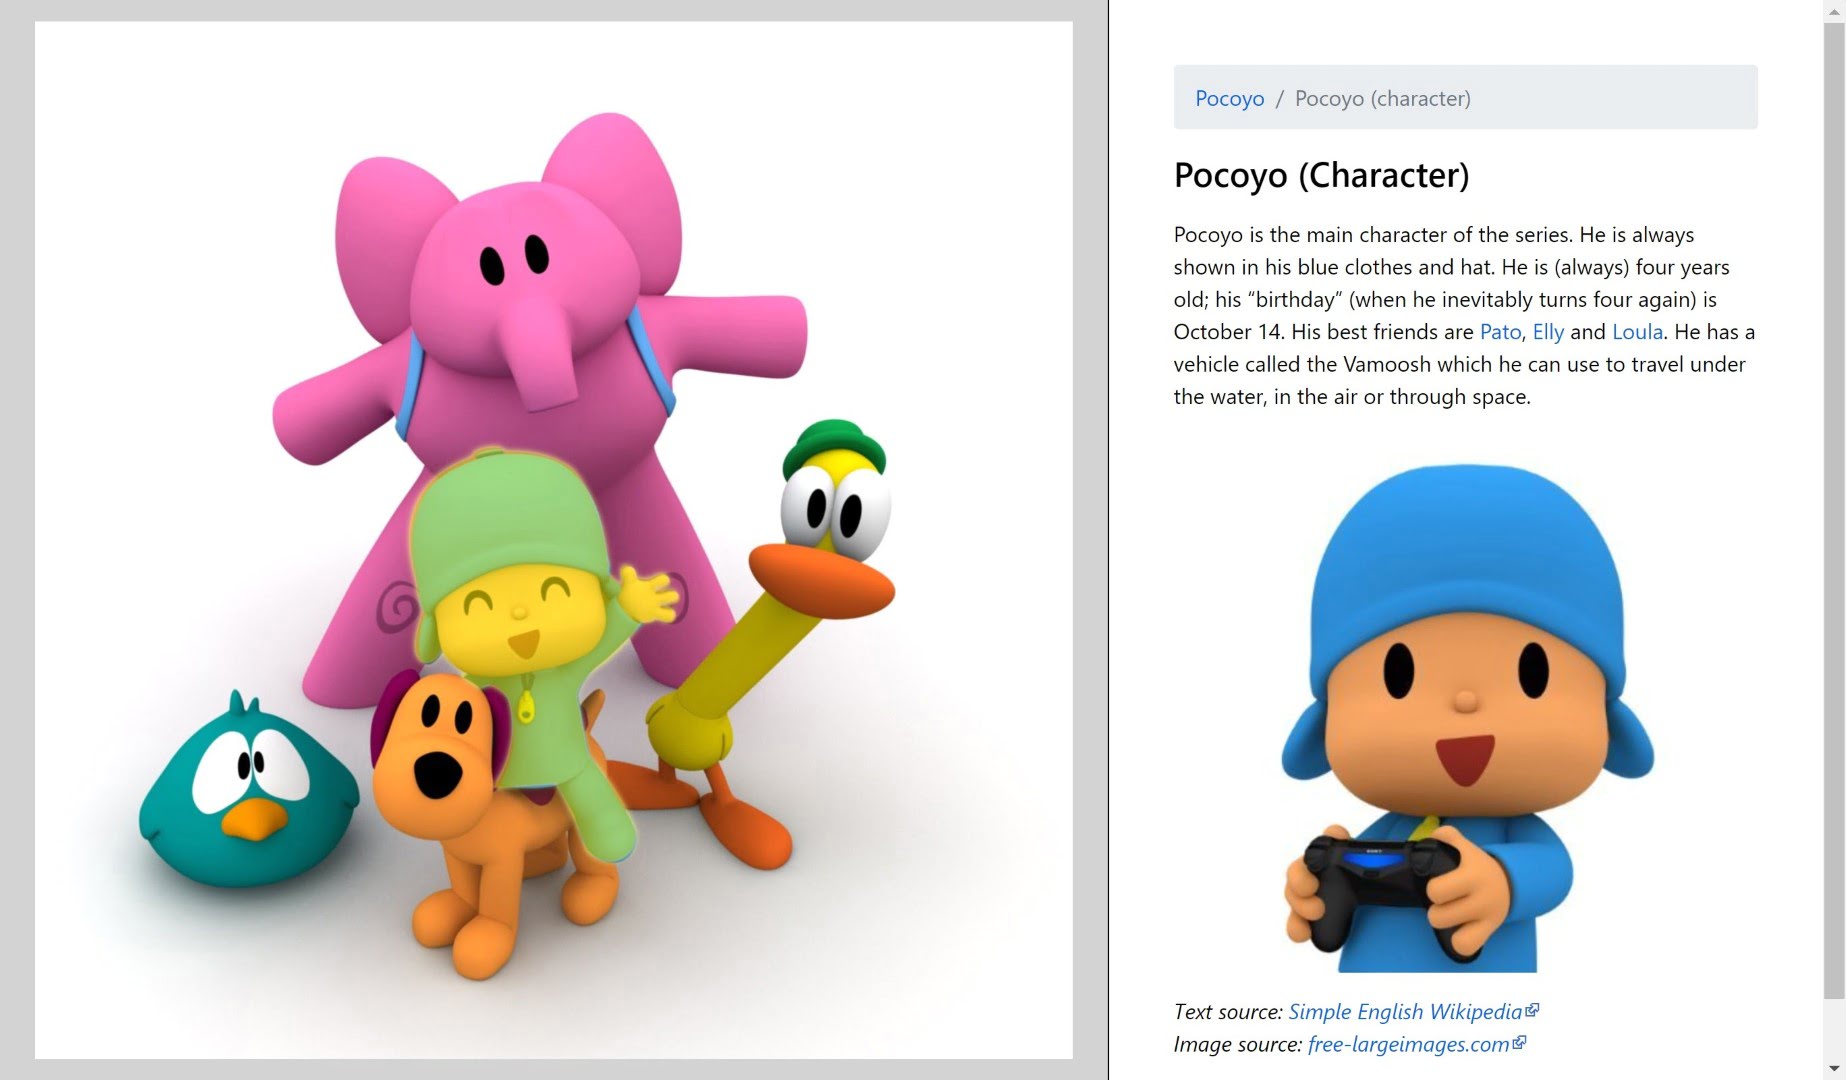 Pocoyo / Pocoyo (character)
Pocoyo (Character)
Pocoyo is the main character of the series. He is always
shown in his blue clothes and hat. He is (always) four years
old; his “birthday” (when he inevitably turns four again) is
October 14. His best friends are Pato, Elly and Loula. He has a
vehicle called the Vamoosh which he can use to travel under
the water, in the air or through space.
SONY
Text source: Simple English Wikipedia
Image source: free-largeimages.com